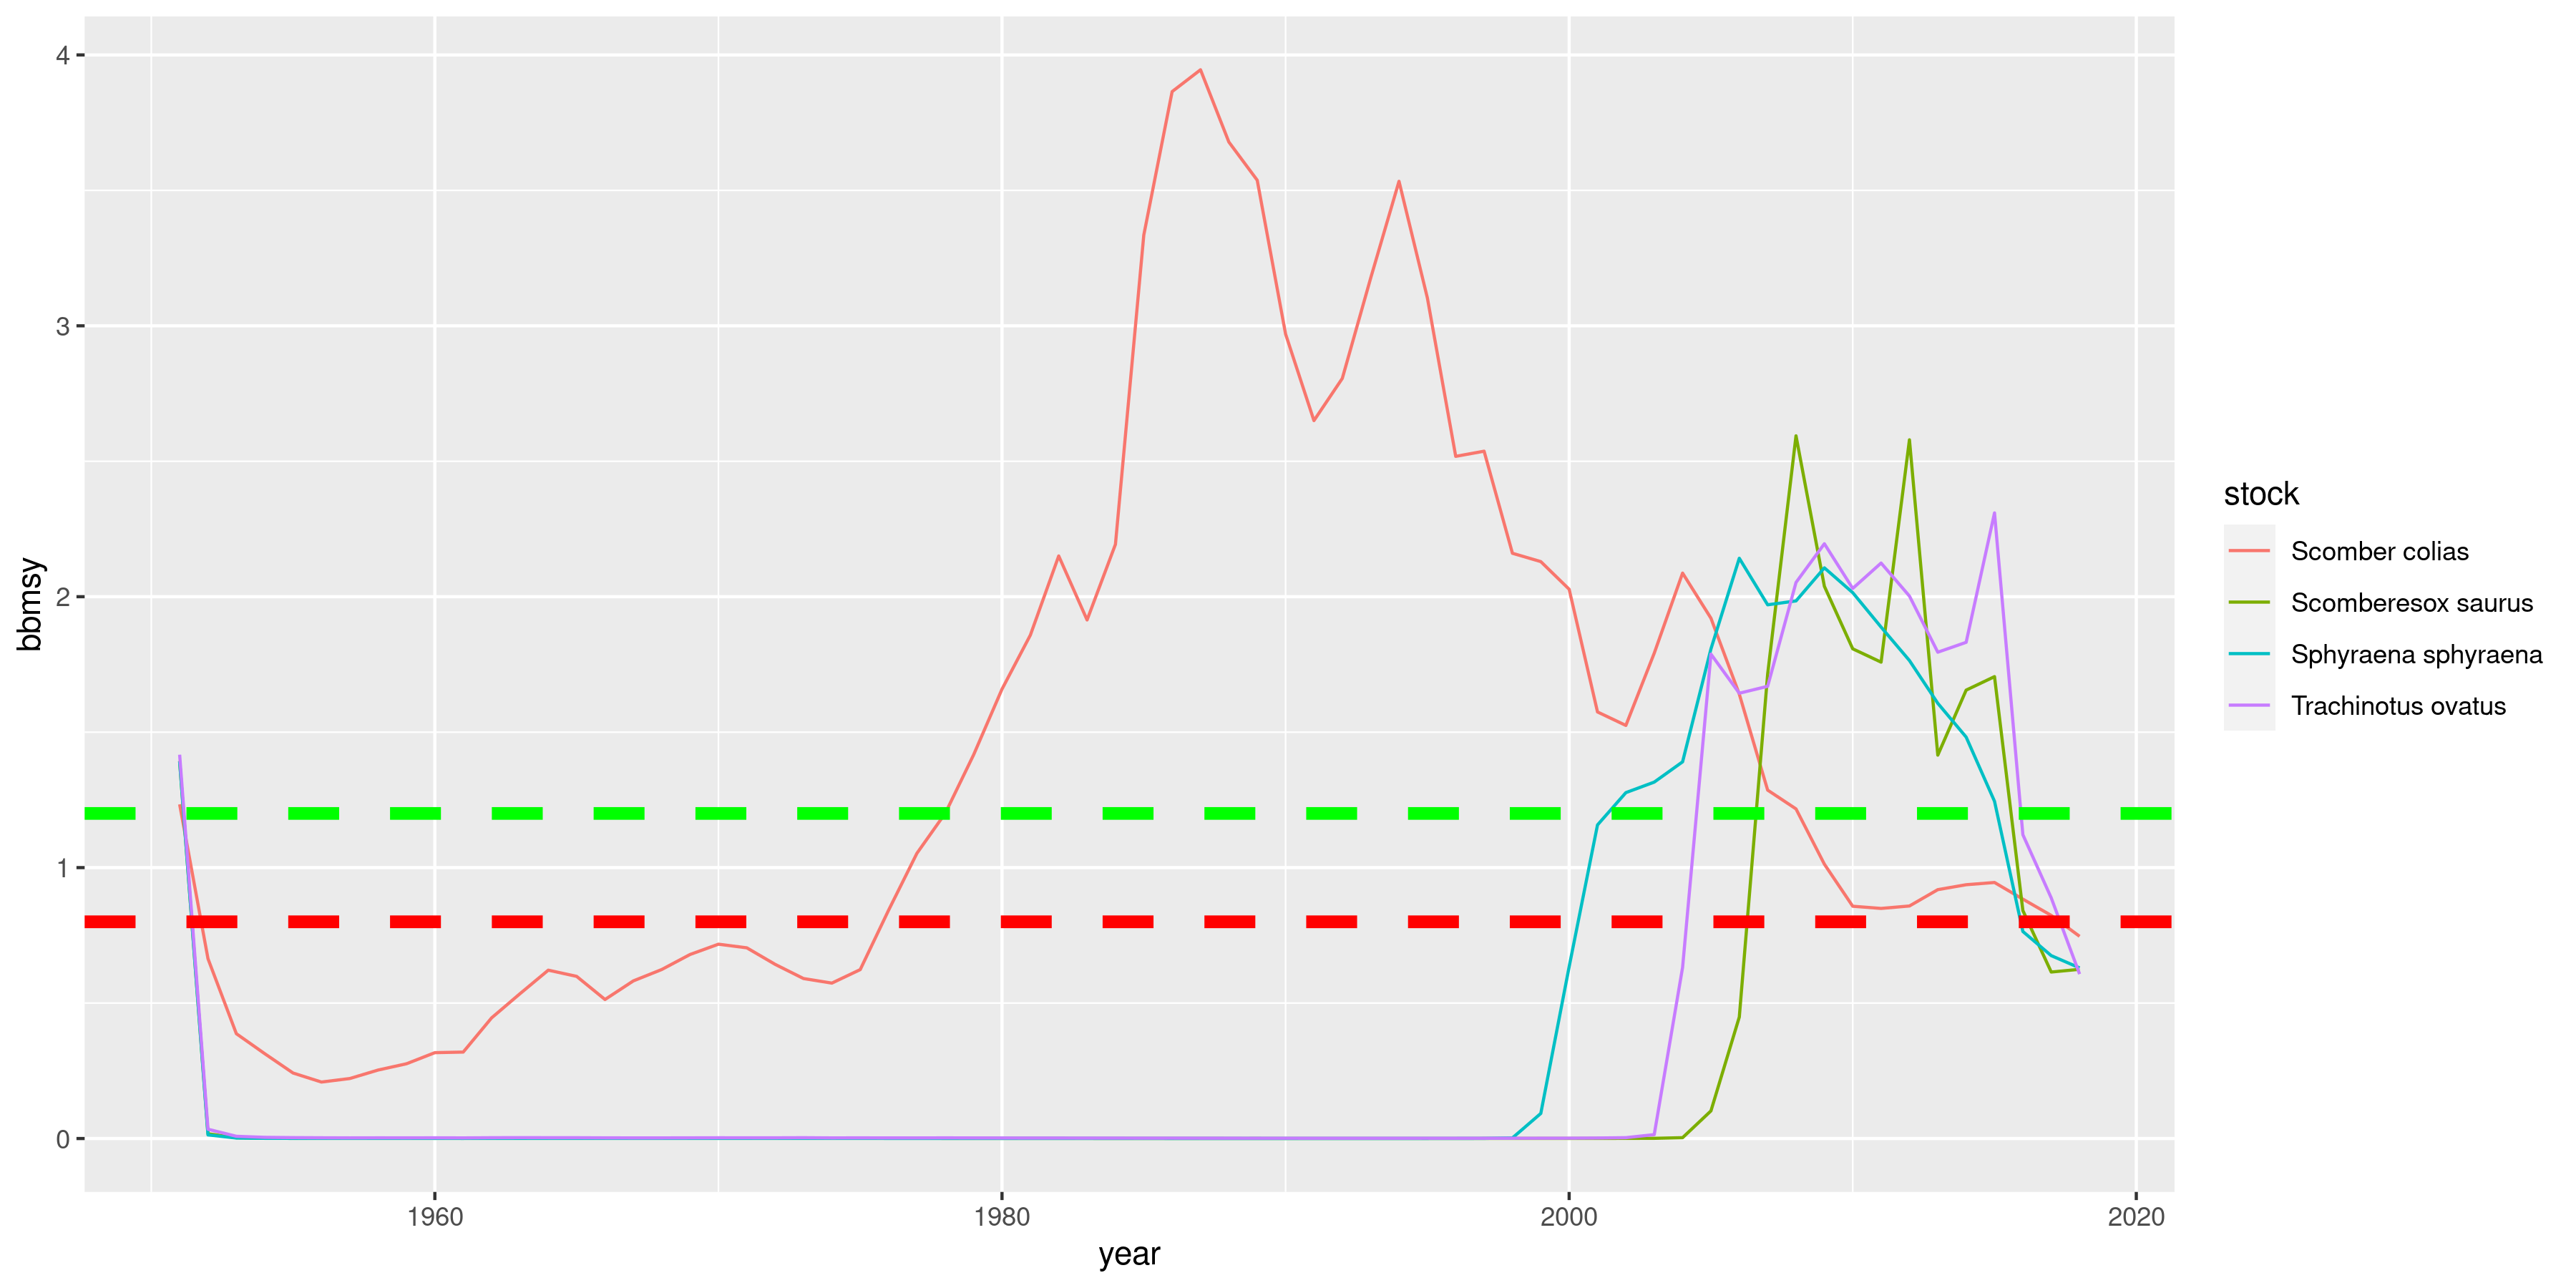 4
3
2
1
0
bbmsy
1960
1980
2000
2020
year
stock
Scomber colias
Scomberesox saurus
Sphyraena sphyraena
Trachinotus ovatus